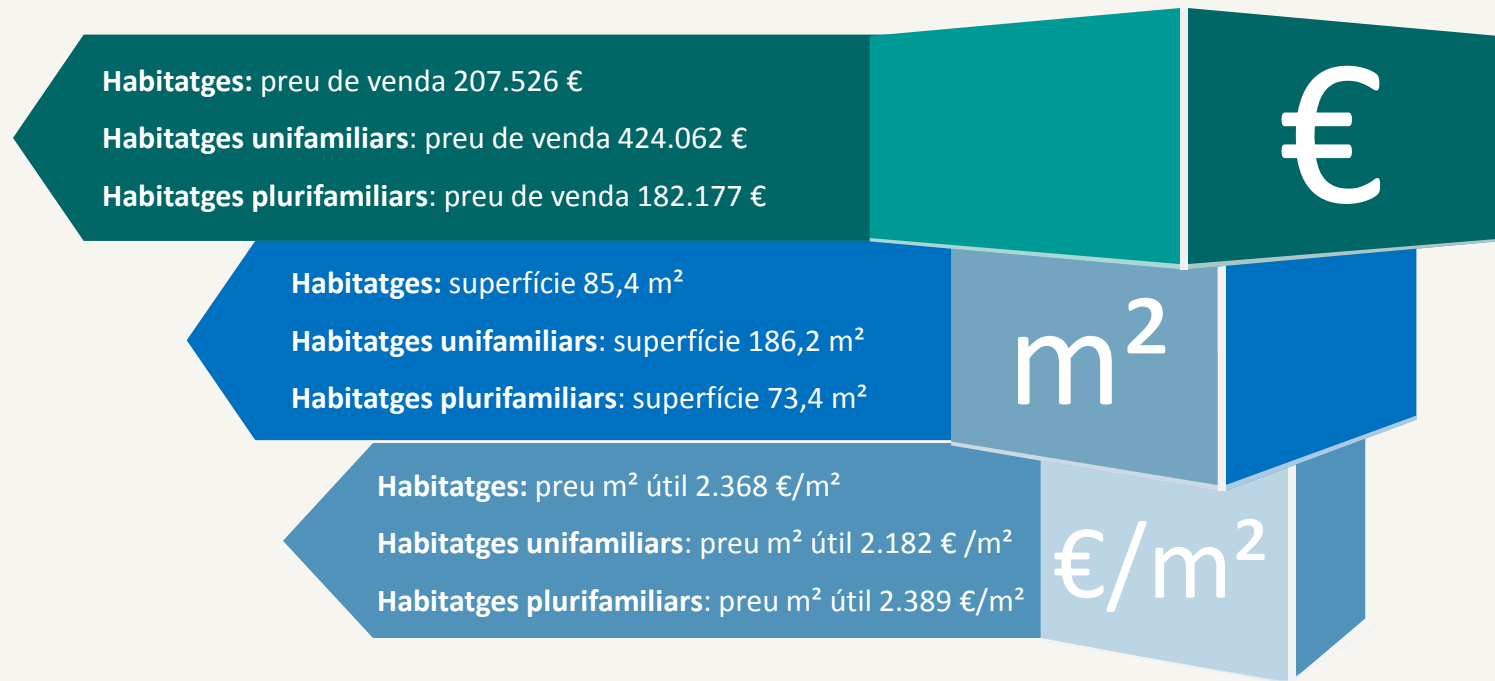 Habitatges: preu de venda 207.526 €
Habitatges unifamiliars: preu de venda 424.062 €
Habitatges plurifamiliars: preu de venda 182.177 €
€
Habitatges: superfície 85,4 m²
Habitatges unifamiliars: superfície 186,2 m²
Habitatges plurifamiliars: superfície 73,4 m²
m²
Habitatges: preu m² útil 2.368 €/m²
Habitatges unifamiliars: preu m² útil 2.182 € /m²
Habitatges plurifamiliars: preu m² útil 2.389 €/m²
€/m²